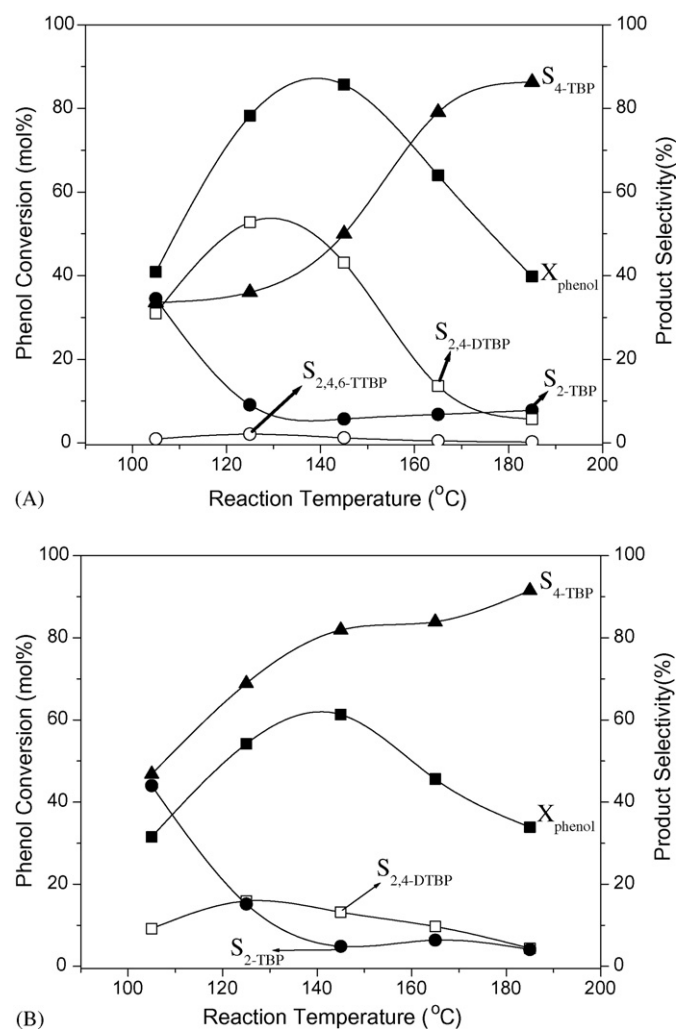 100
80
60
40
20
0
Phenol Conversion (mol%)
100
80
60
40
20
0
Product Selectivity(%)
S4-TBP
Xphenol
S2,4-DTBP
S2,4,6-TTBP
S2-TBP
100 120 140 160 180 200
(A) Reaction Temperature (°C)
100
80
60
40
20
0
Phenol Conversion (mol%)
100
80
60
40
20
0
Product Selectivity(%)
S4-TBP
Xphenol
S2,4-DTBP
S2-TBP
100 120 140 160 180 200
(B) Reaction Temperature (°C)